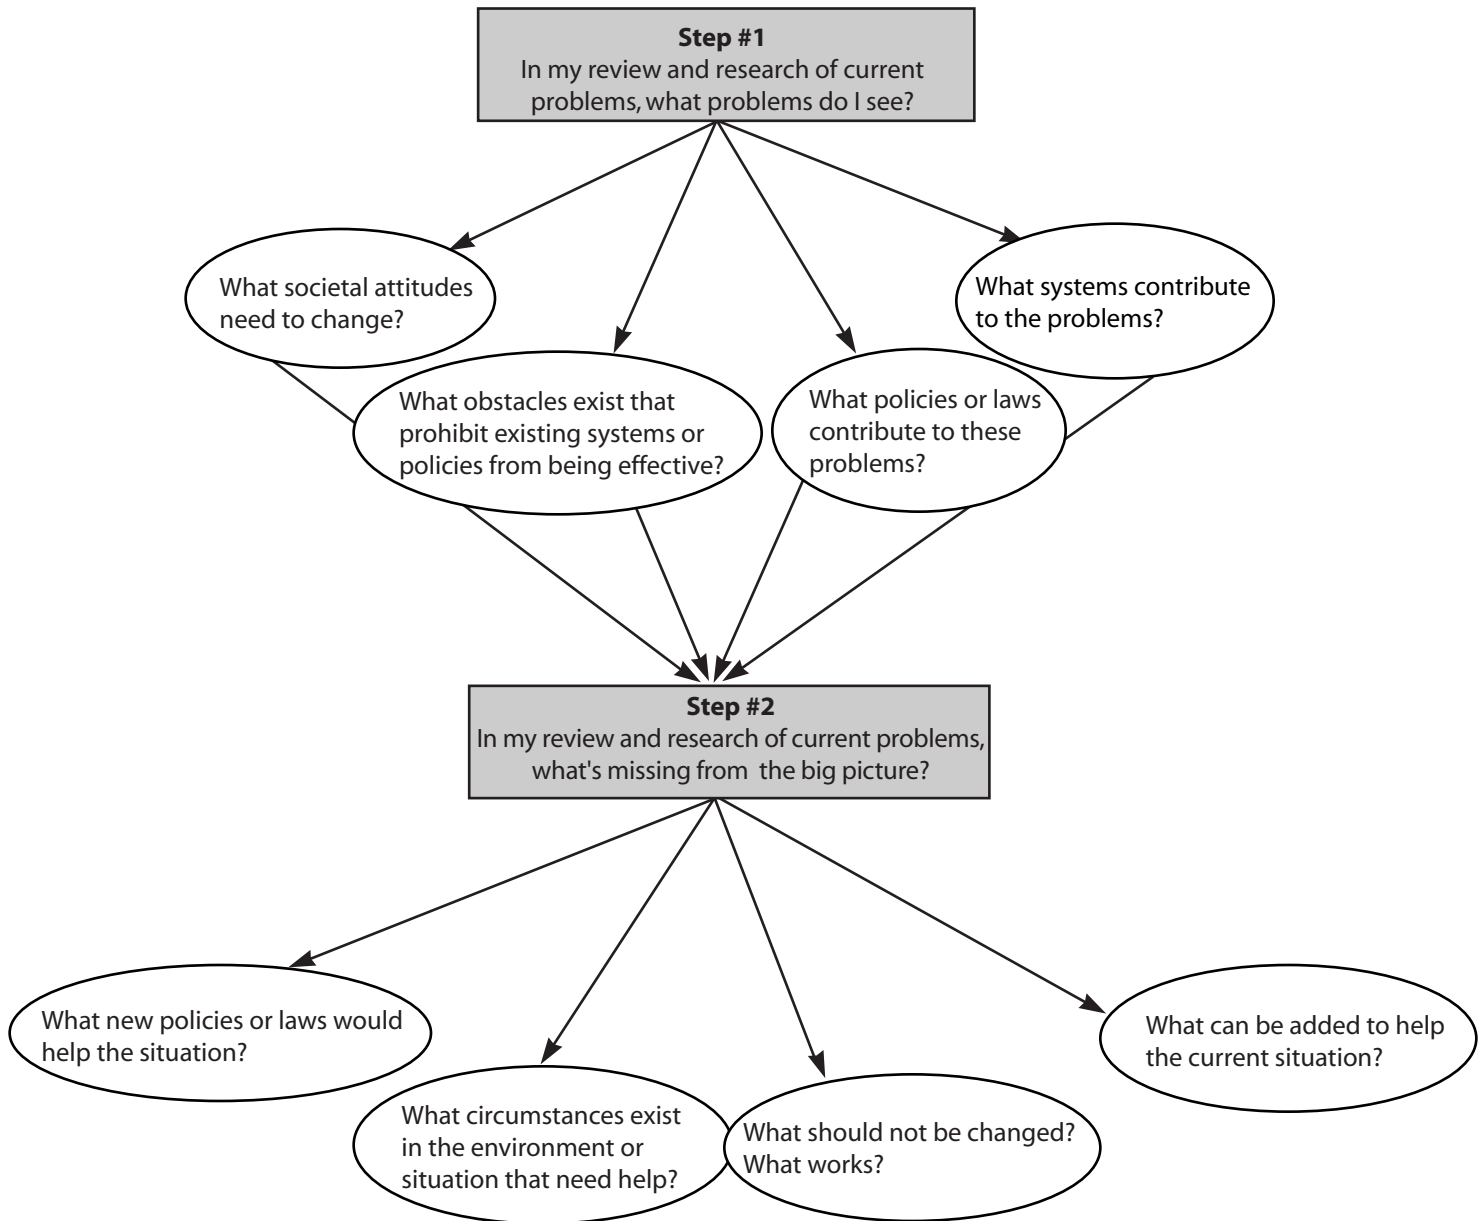 Step #1
In my review and research of current
problems, what problems do I see?
What societal attitudes
need to change?
What obstacles exist that
prohibit existing systems or
policies from being effective?
What policies or laws
contribute to these
problems?
What systems contribute
to the problems?
Step #2
In my review and research of current problems,
what's missing from  the big picture?
What new policies or laws would
help the situation?
What circumstances exist
in the environment or
situation that need help?
What should not be changed?
What works?
What can be added to help
the current situation?